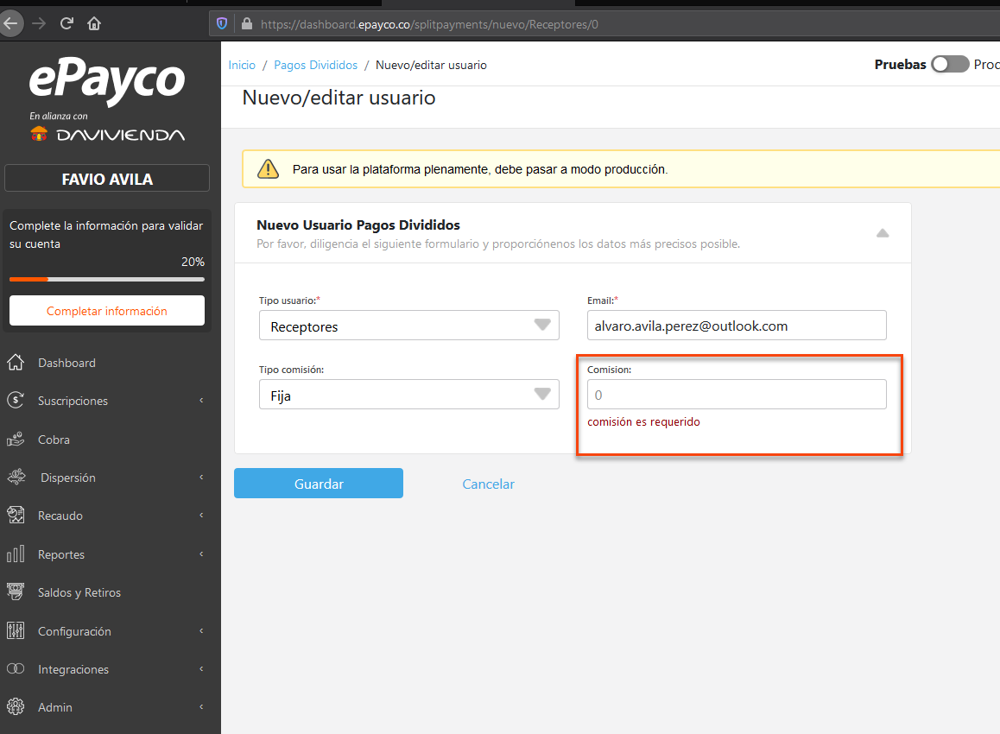 https://dashboard.epayco.co/splitpayments/nuevo/Receptores/0
ePayco
En alianza con
DAVIVIENDA
FAVIO AVILA
Complete la información para validar
su cuenta
20%
Completar información
Dashboard
Suscripciones
Cobra
Dispersión
Recaudo
Reportes
Saldos y Retiros
Configuración
Integraciones
Admin
Inicio / Pagos Divididos / Nuevo/editar usuario
Pruebas Proc
Nuevo/editar usuario
Para usar la plataforma plenamente, debe pasar a modo producción.
Nuevo Usuario Pagos Divididos
Por favor, diligencia el siguiente formulario y proporciónenos los datos más precisos posible.
Tipo usuario:*
Receptores
Email:*
alvaro.avila.perez@outlook.com
Tipo comisión:
Fija
Comision:
0
comisión es requerido
Guardar
Cancelar